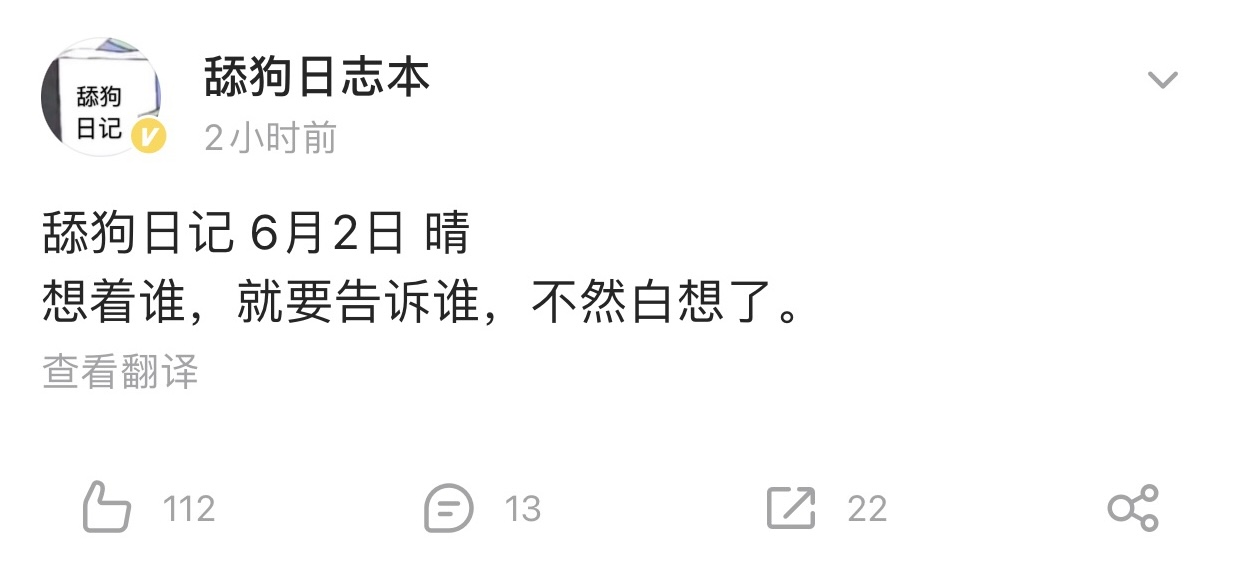 舔狗
日记
舔狗日志本
2小时前
舔狗日记 6月2日 晴
想着谁，就要告诉谁，不然白想了。
查看翻译
112
13
22